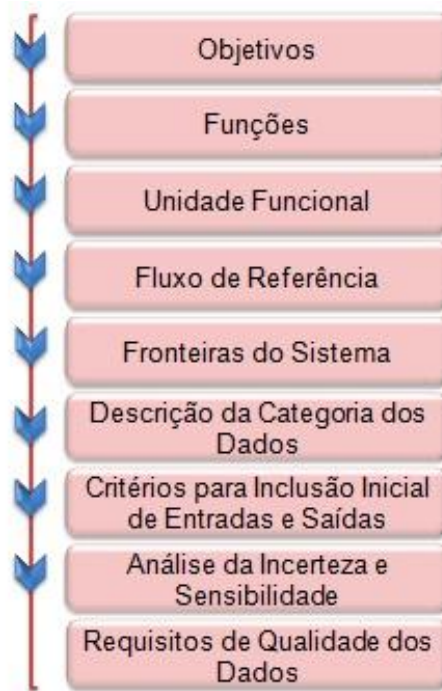 Objetivos
Funções
Unidade Funcional
Fluxo de Referência
Fronteiras do Sistema
Descrição da Categoria dos
Dados
Critérios para Inclusão Inicial
de Entradas e Saídas
Análise da Incerteza e
Sensibilidade
Requisitos de Qualidade dos
Dados